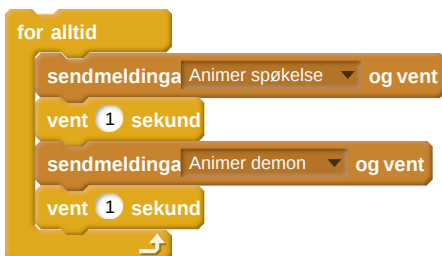 for alltid
sendmeldinga Animer spøkelse og vent
vent 1 sekund
sendmeldinga Animer demon og vent
vent 1 sekund